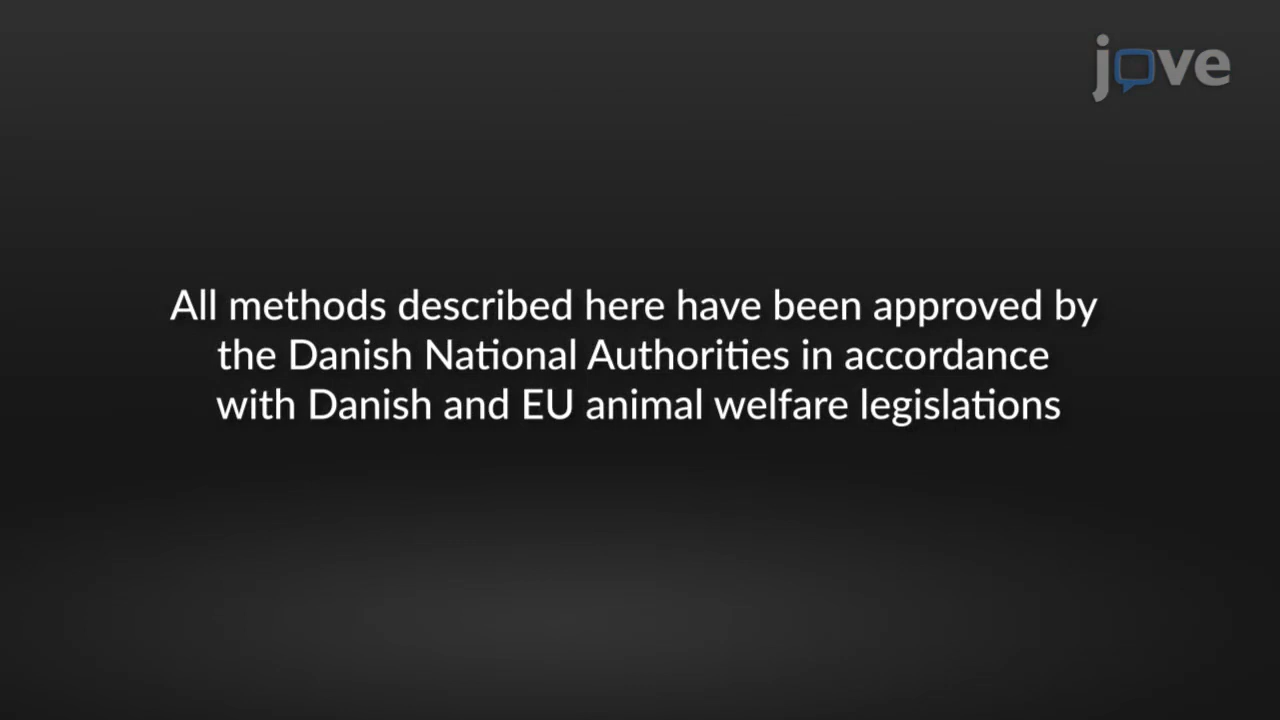 jove
All methods described here have been approved by
the Danish National Authorities in accordance
with Danish and EU animal welfare legislations